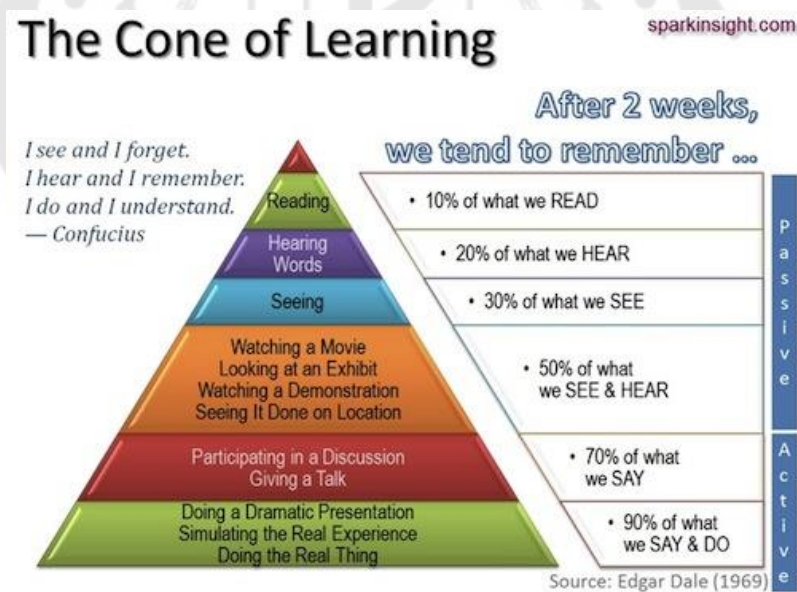 The Cone of Learning
sparkinsight.com
After 2 weeks,
we tend to remember ...
I see and I forget.
I hear and I remember.
I do and I understand.
— Confucius
Reading
• 10% of what we READ
Hearing
Words
• 20% of what we HEAR
Seeing
• 30% of what we SEE
Watching a Movie
Looking at an Exhibit
Watching a Demonstration
Seeing It Done on Location
• 50% of what
we SEE & HEAR
Passive
Participating in a Discussion
Giving a Talk
• 70% of what
we SAY
Doing a Dramatic Presentation
Simulating the Real Experience
Doing the Real Thing
• 90% of what
we SAY & DO
Active
Source: Edgar Dale (1969)